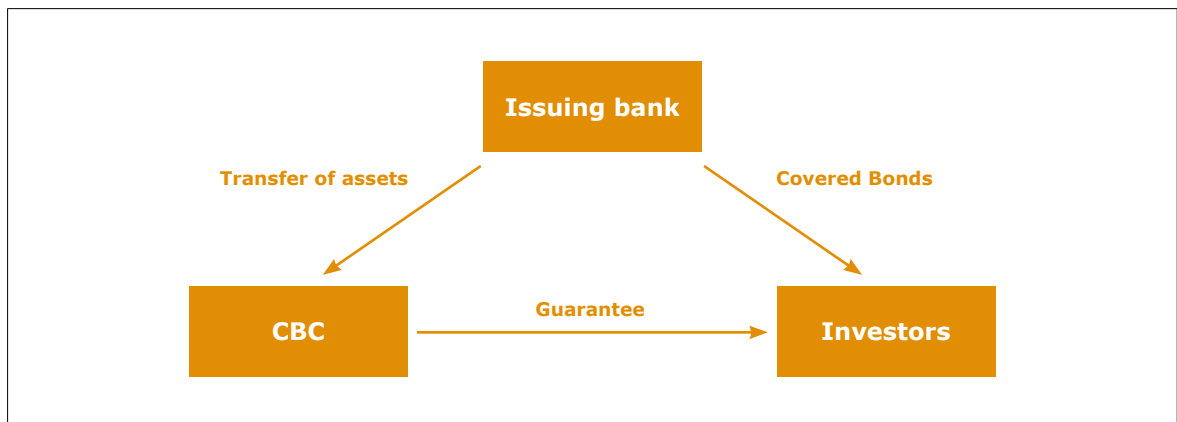 Issuing bank
Transfer of assets
Covered Bonds
Guarantee
CBC
Investors